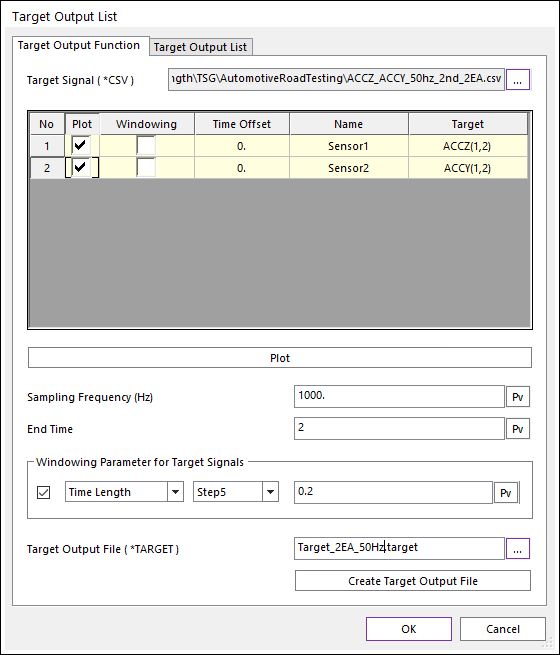 Target Output List
Target Output Function Target Output List
Target Signal ( *CSV ) ngth\TSG\AutomotiveRoadTesting\ACCZ_ACCY_50hz_2nd_2EA.csv ...
No Plot Windowing Time Offset Name Target
1 0. Sensor1 ACCZ(1,2)
2 0. Sensor2 ACCY(1,2)
Plot
Sampling Frequency (Hz) 1000. Pv
End Time 2 Pv
Windowing Parameter for Target Signals
Time Length Step5 0.2 Pv
Target Output File ( *TARGET ) Target_2EA_50Hz.target ...
Create Target Output File
OK Cancel